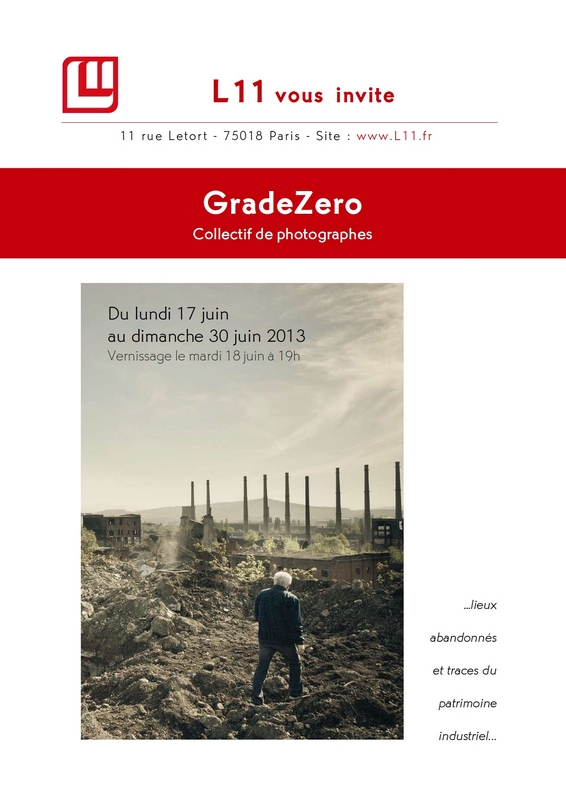 L11 vous invite
11 rue Letort - 75018 Paris - Site : www.L11.fr
GradeZero
Collectif de photographes
Du lundi 17 juin
au dimanche 30 juin 2013
Vernissage le mardi 18 juin à 19h
...lieux
abandonnés
et traces du
patrimoine
industriel...